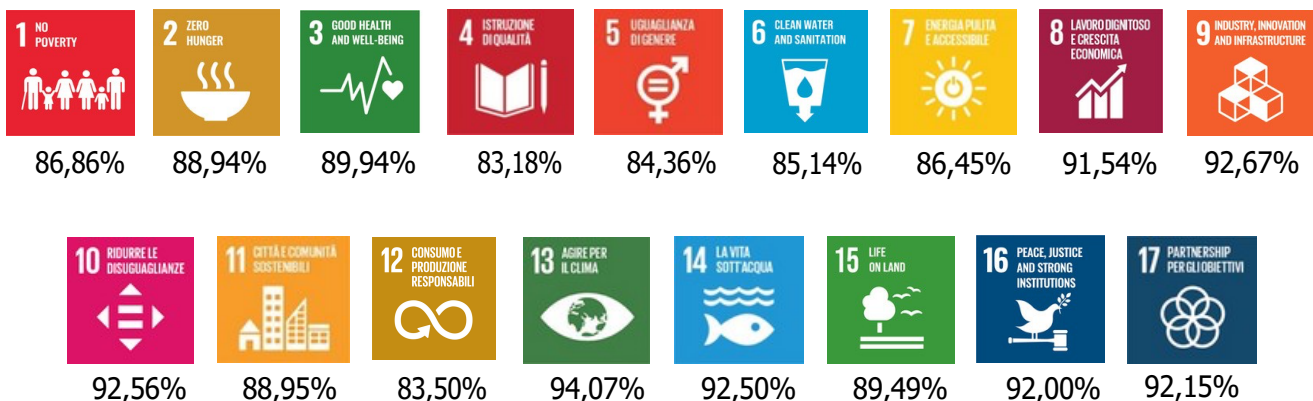 1 NO
POVERTY
2 ZERO
HUNGER
3 GOOD HEALTH
AND WELL-BEING
4 ISTRUZIONE
DI QUALITÀ
5 UGUAGLIANZA
DI GENERE
6 CLEAN WATER
AND SANITATION
7 ENERGIA PULITA
E ACCESSIBILE
8 LAVORO DIGNITOSO
E CRESCITA
ECONOMICA
9 INDUSTRY, INNOVATION
AND INFRASTRUCTURE
86,86%
88,94%
89,94%
83,18%
84,36%
85,14%
86,45%
91,54%
92,67%
10 RIDURRE LE
DISUGUAGLIANZE
11 CITTÀ E COMUNITÀ
SOSTENIBILI
12 CONSUMO E
PRODUZIONE
RESPONSABILI
13 AGIRE PER
IL CLIMA
14 LA VITA
SOTT'ACQUA
15 LIFE
ON LAND
16 PEACE, JUSTICE
AND STRONG
INSTITUTIONS
17 PARTNERSHIP
PER GLI OBIETTIVI
92,56%
88,95%
83,50%
94,07%
92,50%
89,49%
92,00%
92,15%